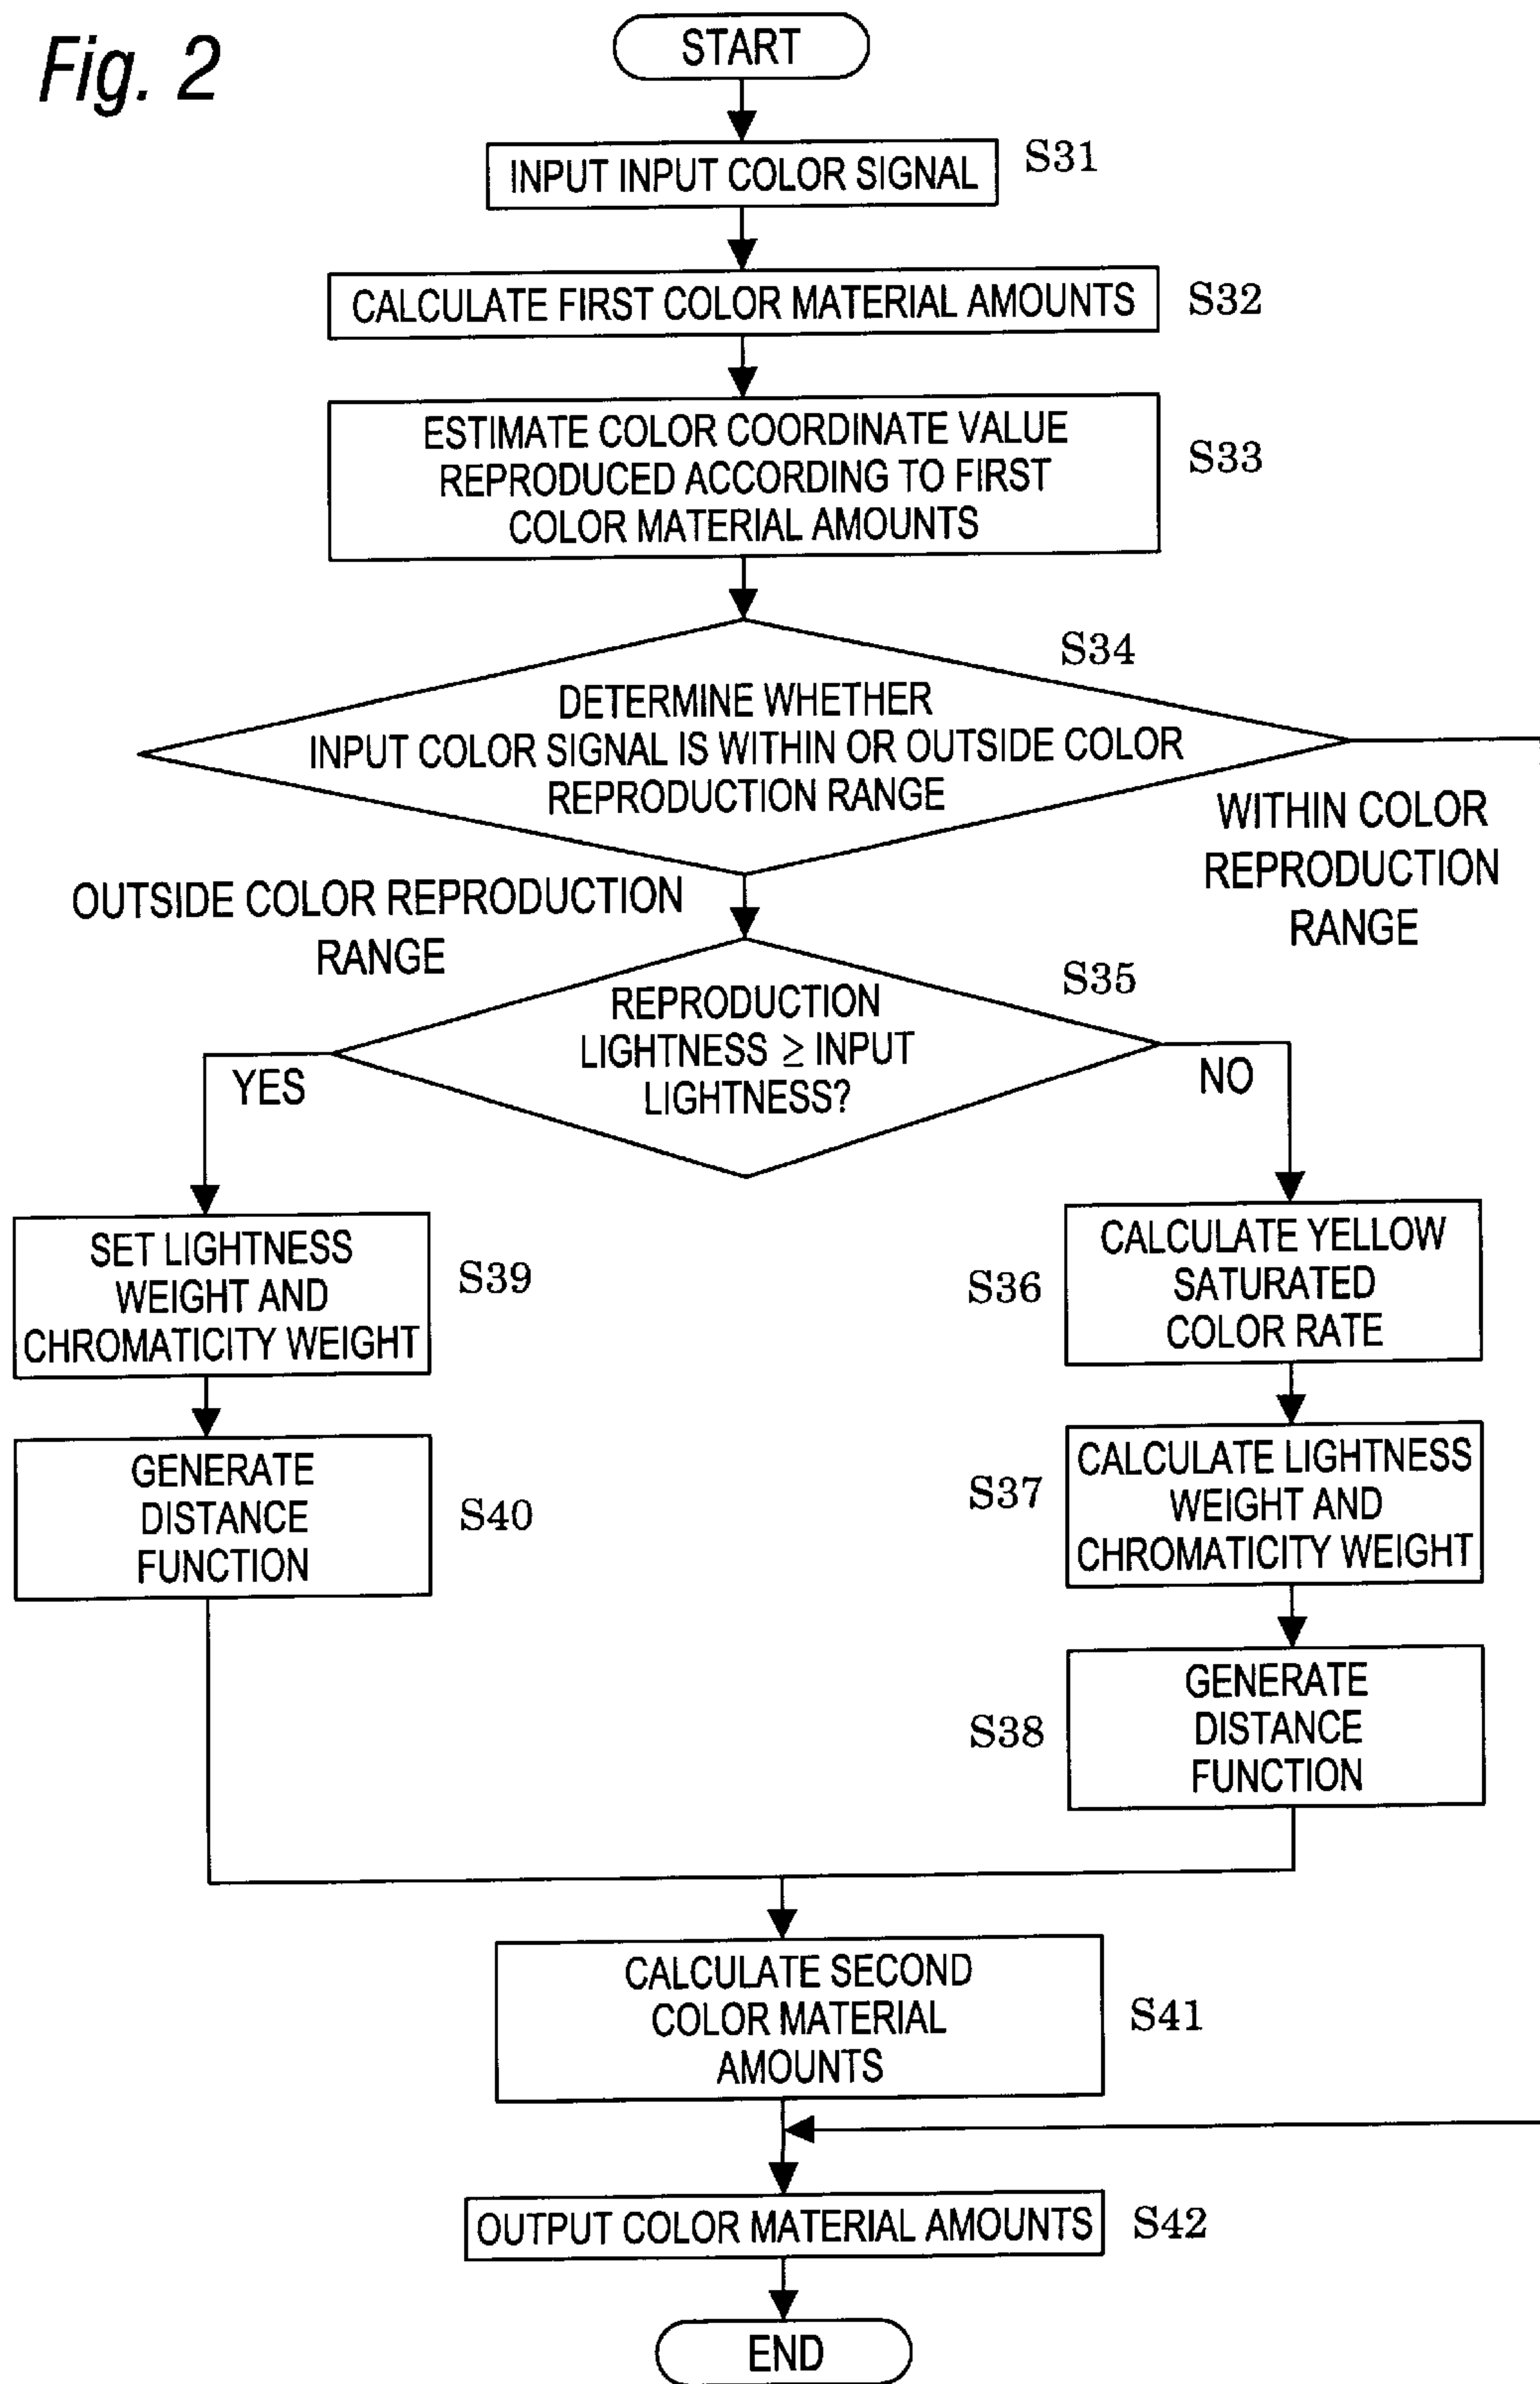 Fig. 2
START
INPUT INPUT COLOR SIGNAL
S31
CALCULATE FIRST COLOR MATERIAL AMOUNTS
S32
ESTIMATE COLOR COORDINATE VALUE
REPRODUCED ACCORDING TO FIRST
COLOR MATERIAL AMOUNTS
S33
S34
DETERMINE WHETHER
INPUT COLOR SIGNAL IS WITHIN OR OUTSIDE COLOR
REPRODUCTION RANGE
WITHIN COLOR
REPRODUCTION
RANGE
OUTSIDE COLOR REPRODUCTION
RANGE
S35
REPRODUCTION
LIGHTNESS ≥ INPUT
LIGHTNESS?
YES
NO
SET LIGHTNESS
WEIGHT AND
CHROMATICITY WEIGHT
S39
S36
CALCULATE YELLOW
SATURATED
COLOR RATE
GENERATE
DISTANCE
FUNCTION
S40
S37
CALCULATE LIGHTNESS
WEIGHT AND
CHROMATICITY WEIGHT
S38
GENERATE
DISTANCE
FUNCTION
CALCULATE SECOND
COLOR MATERIAL
AMOUNTS
S41
OUTPUT COLOR MATERIAL AMOUNTS
S42
END